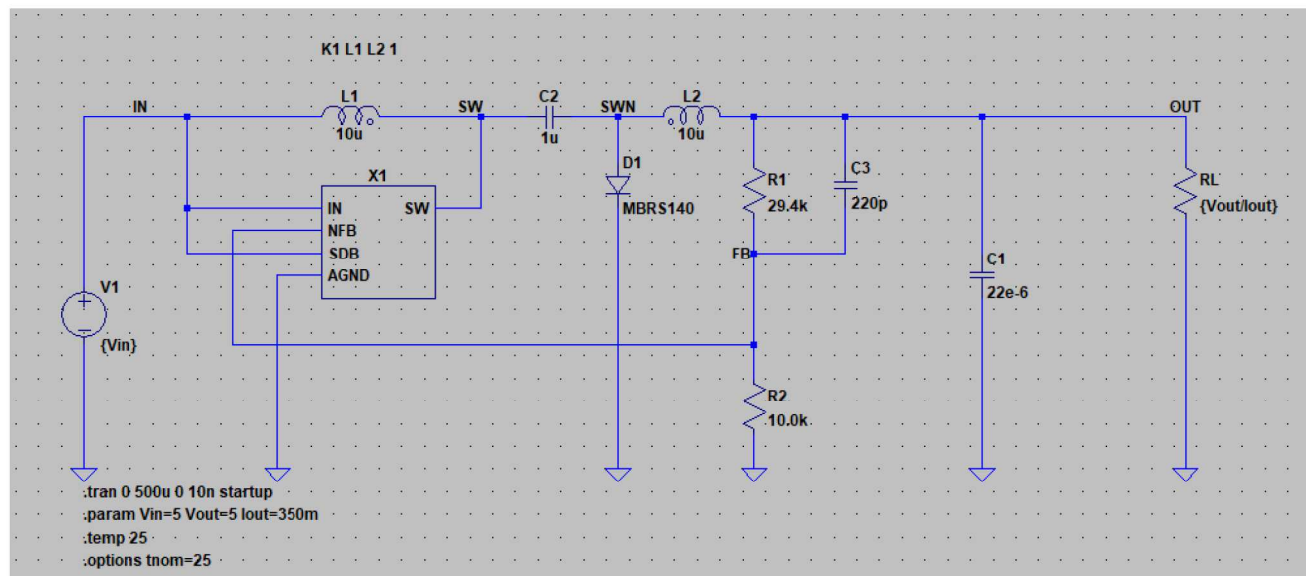 K1 L1 L2 1
IN
L1
10u
SW
C2
1u
SWN
L2
10u
OUT
X1
IN
NFB
SDB
AGND
SW
D1
MBRS140
R1
29.4k
C3
220p
RL
{Vout/Iout}
FB
V1
{Vin}
C1
22e-6
R2
10.0k
.tran 0 500u 0 10n startup
.param Vin=5 Vout=5 Iout=350m
.temp 25
.options tnom=25